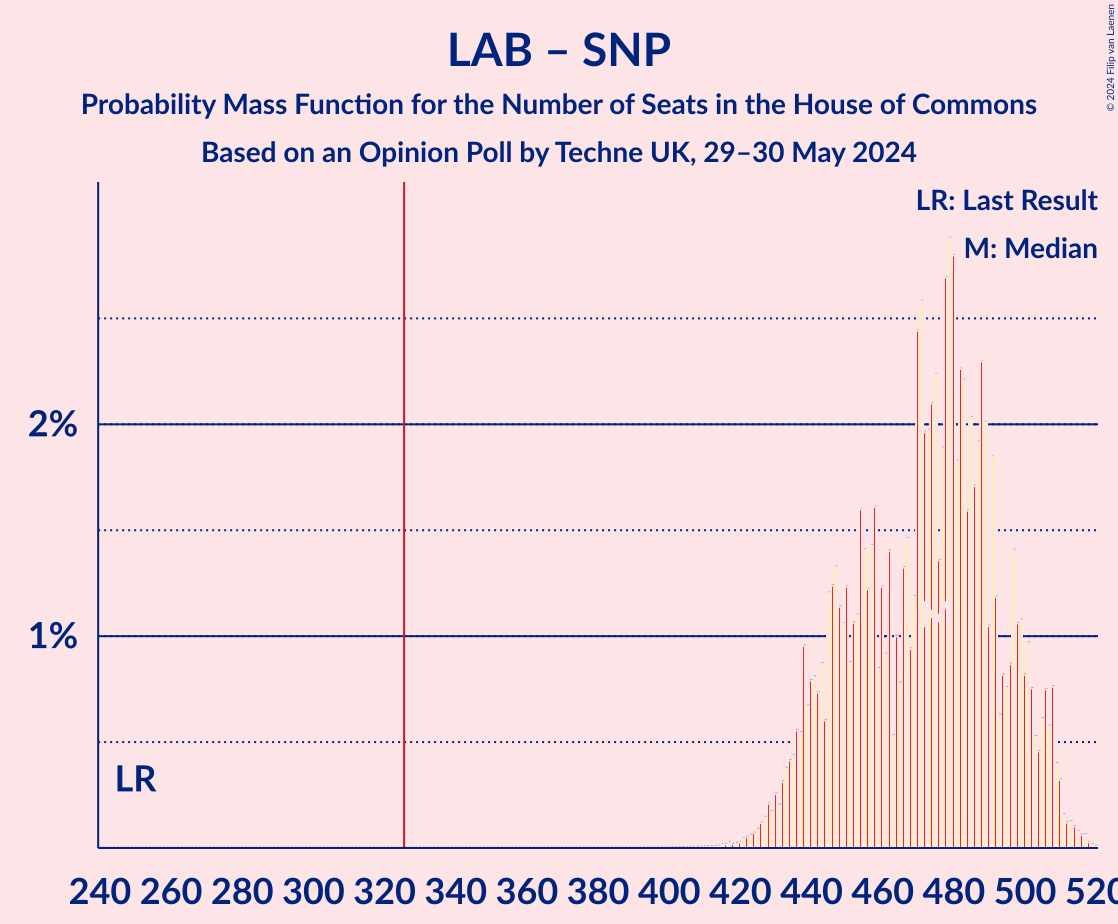 LAB – SNP
Probability Mass Function for the Number of Seats in the House of Commons
Based on an Opinion Poll by Techne UK, 29–30 May 2024
© 2024 Filip van Laenen
LR: Last Result
M: Median
2%
1%
LR
M
240 260 280 300 320 340 360 380 400 420 440 460 480 500 520